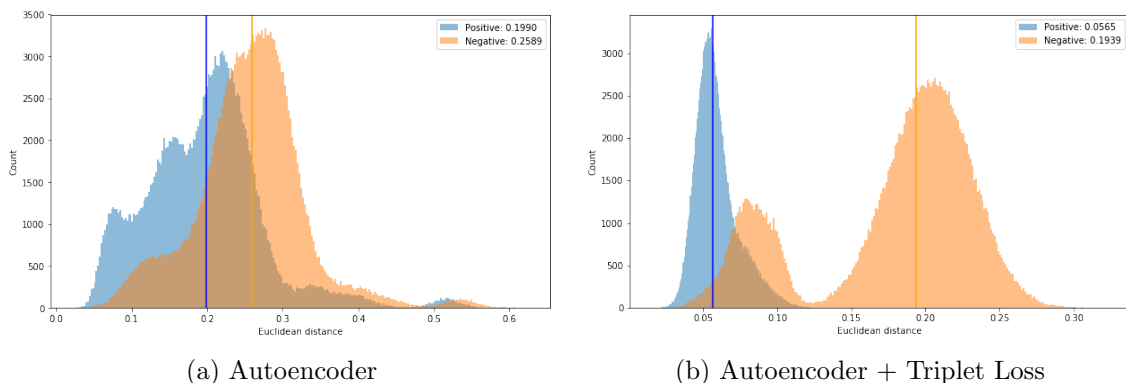 Positive: 0.1990
Negative: 0.2589
Count
3500
3000
2500
2000
1500
1000
500
0
0.0 0.1 0.2 0.3 0.4 0.5 0.6
Euclidean distance
(a) Autoencoder
Positive: 0.0565
Negative: 0.1939
Count
3000
2500
2000
1500
1000
500
0
0.05 0.10 0.15 0.20 0.25 0.30
Euclidean distance
(b) Autoencoder + Triplet Loss